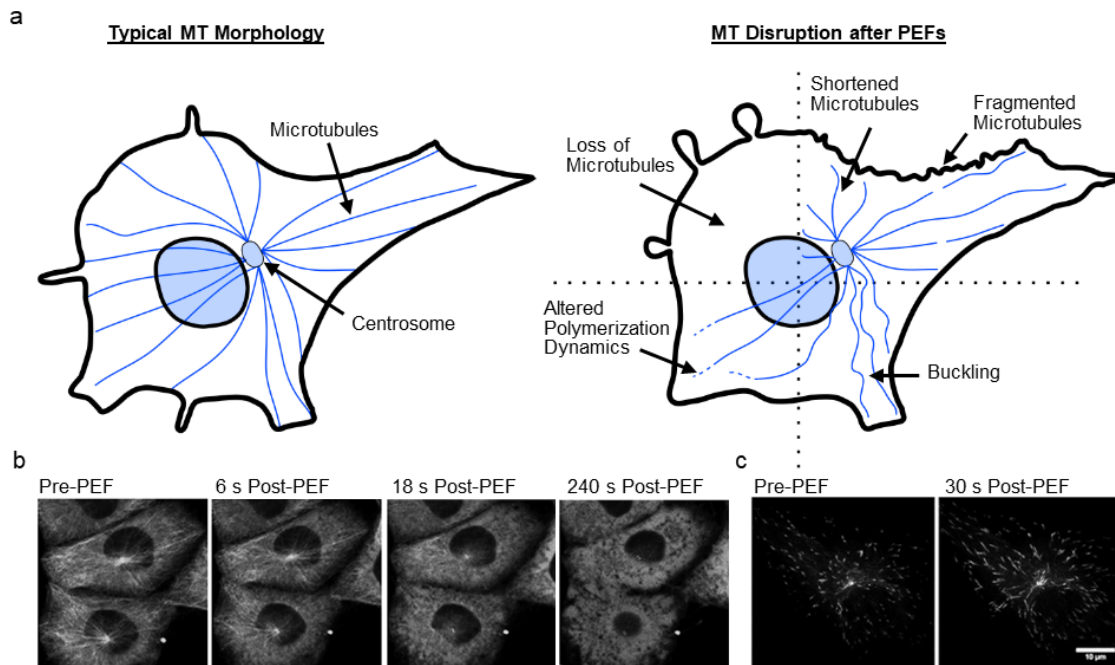 a
Typical MT Morphology
MT Disruption after PEFs
Microtubules
Centrosome
Shortened
Microtubules
Fragmented
Microtubules
Loss of
Microtubules
Altered
Polymerization
Dynamics
Buckling
b
Pre-PEF
6 s Post-PEF
18 s Post-PEF
240 s Post-PEF
c
Pre-PEF
30 s Post-PEF
10 μm